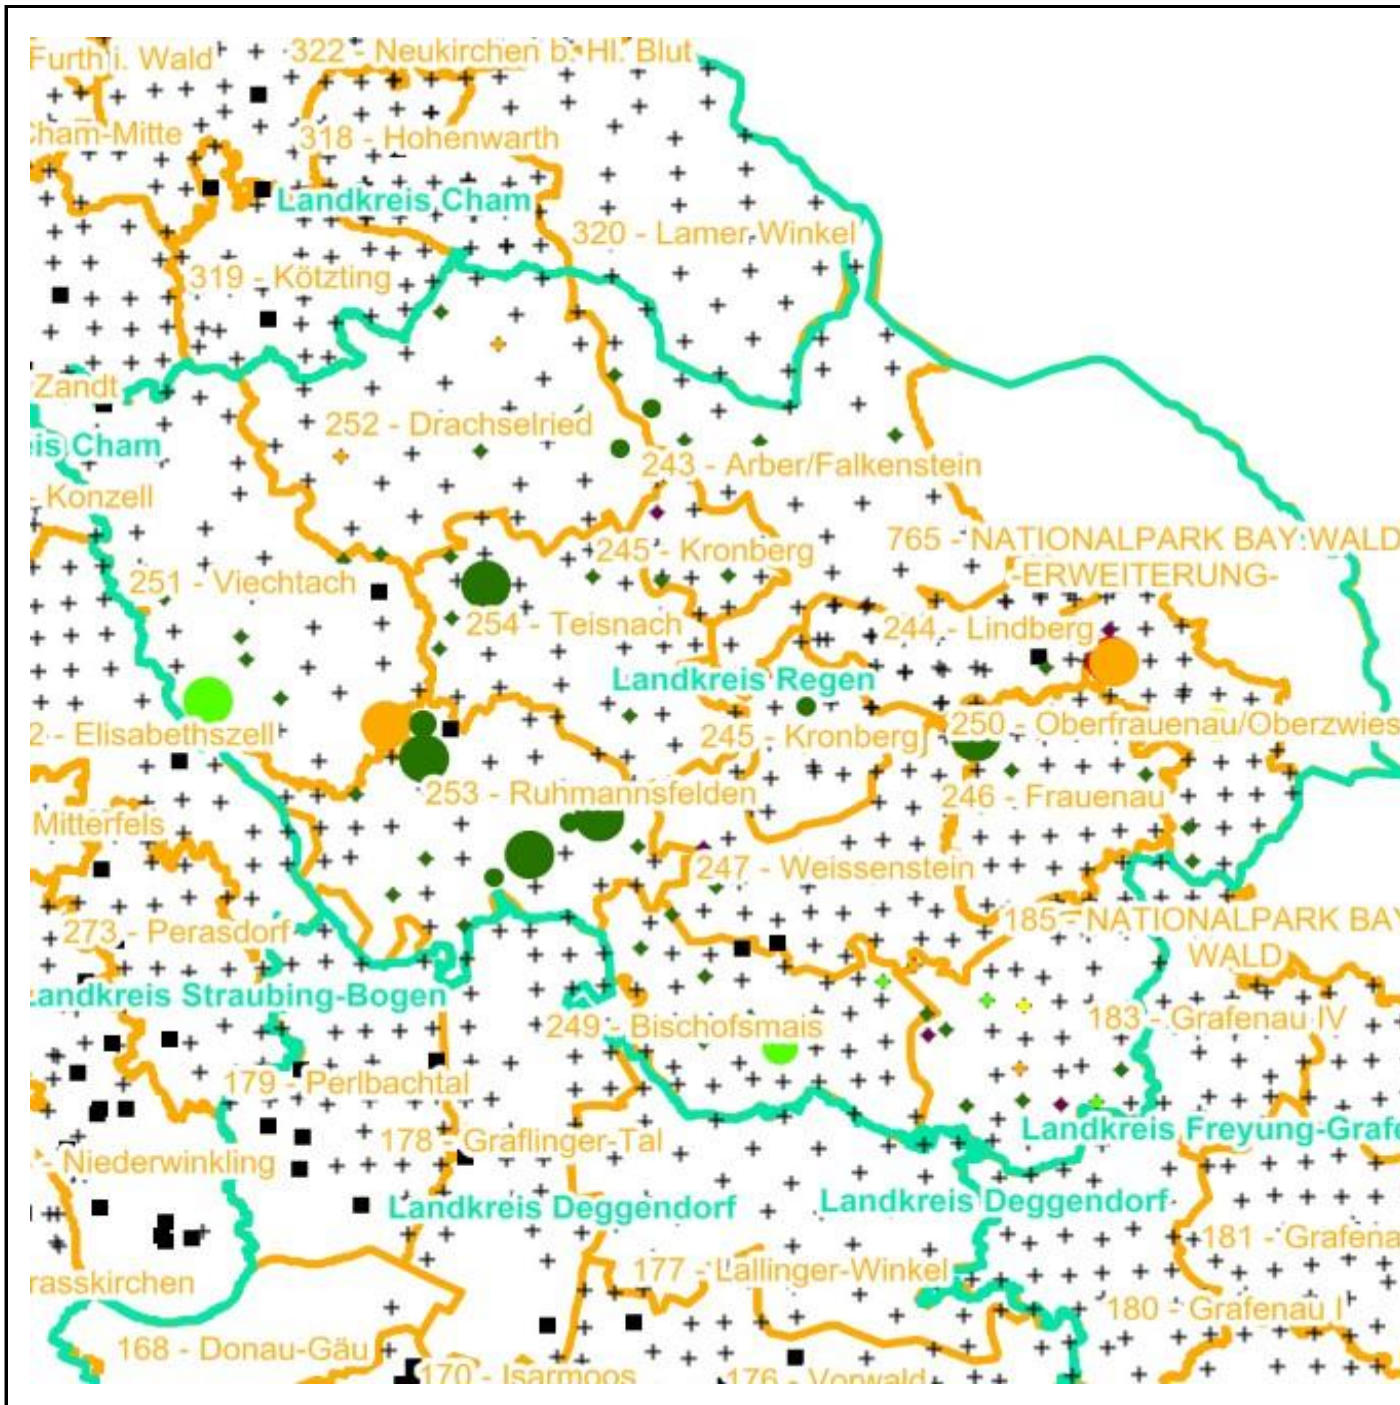 Furth i. Wald
322 - Neukirchen b. Hl. Blut
Cham-Mitte
318 - Hohenwarth
Landkreis Cham
320 - Lamer Winkel
319 - Kötzting
Zandt
252 - Drachselried
is Cham
243 - Arber/Falkenstein
- Konzell
765 - NATIONALPARK BAY WALD
-ERWEITERUNG-
245 - Kronberg
251 - Viechtach
254 - Teisnach
244 - Lindberg
Landkreis Regen
2 - Elisabethszell
245 - Kronberg]
250 - Oberfrauenau/Oberzwies
253 - Ruhmannsfelden
246 - Frauenau
Mitterfels
247 - Weissenstein
273 - Perasdorf
185 - NATIONALPARK BA
WALD
Landkreis Straubing-Bogen
249 - Bischofsmais
183 - Grafenau IV
179 - Perlbachtal
178 - Graflinger-Tal
Landkreis Freyung-Grafe
- Niederwinkling
Landkreis Deggendorf
Landkreis Deggendorf
181 - Grafena
177 - Lallinger-Winkel
rasskirchen
180 - Grafenau I
168 - Donau-Gäu
170 - Isarmoos
176 - Vorwald